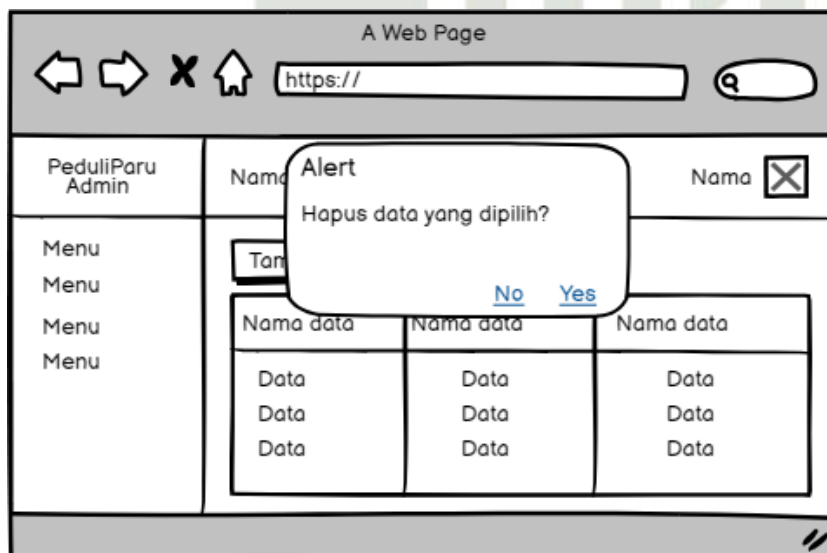 A Web Page
https://
PeduliParu
Admin
Nama
Alert
Nama
Hapus data yang dipilih?
No Yes
Menu
Menu
Menu
Menu
Nama data Nama data Nama data
Data Data Data
Data Data Data
Data Data Data